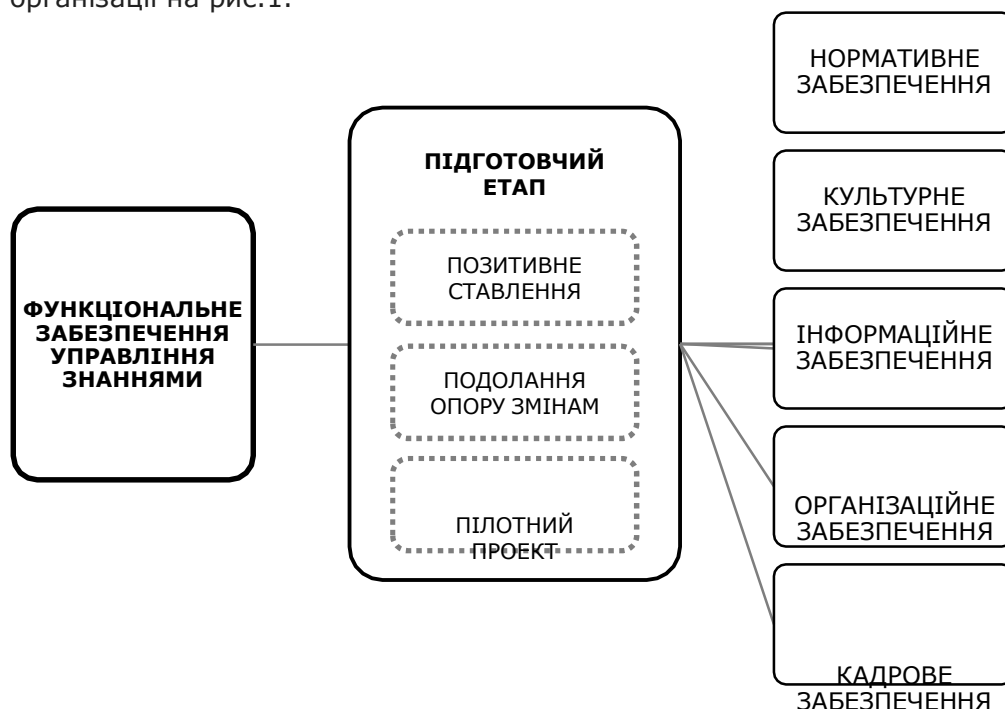 організації на рис.1.
ФУНКЦІОНАЛЬНЕ
ЗАБЕЗПЕЧЕННЯ
УПРАВЛІННЯ
ЗНАННЯМИ
ПІДГОТОВЧИЙ
ЕТАП
ПОЗИТИВНЕ
СТАВЛЕННЯ
ПОДОЛАННЯ
ОПОРУ ЗМІНАМ
ПІЛОТНИЙ
ПРОЕКТ
НОРМАТИВНЕ
ЗАБЕЗПЕЧЕННЯ
КУЛЬТУРНЕ
ЗАБЕЗПЕЧЕННЯ
ІНФОРМАЦІЙНЕ
ЗАБЕЗПЕЧЕННЯ
ОРГАНІЗАЦІЙНЕ
ЗАБЕЗПЕЧЕННЯ
КАДРОВЕ
ЗАБЕЗПЕЧЕННЯ